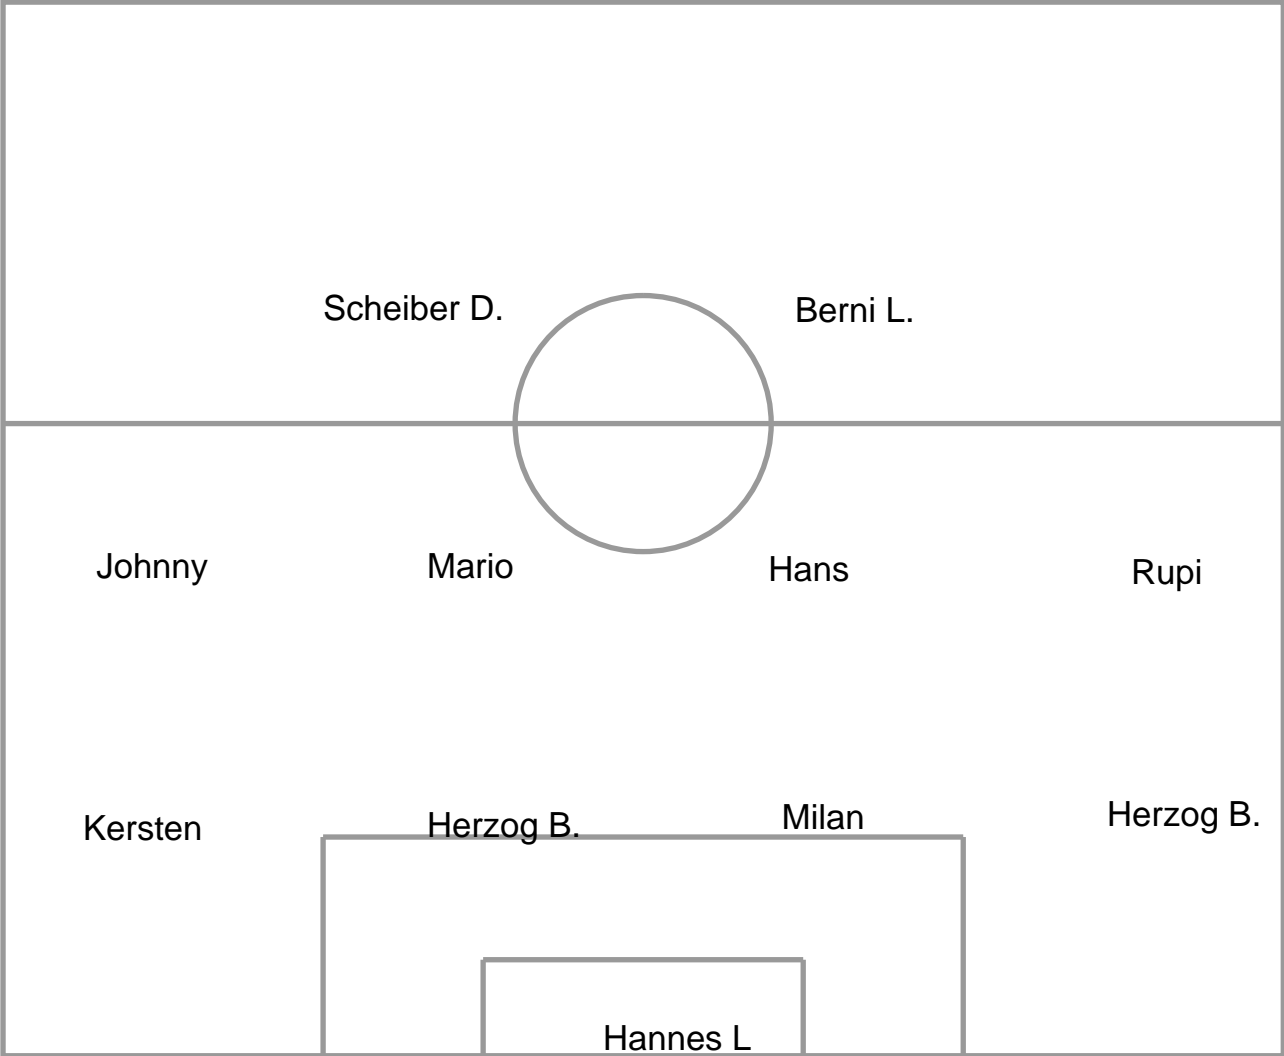 Scheiber D.
Berni L.
Johnny
Mario
Hans
Rupi
Kersten
Herzog B.
Milan
Herzog B.
Hannes L